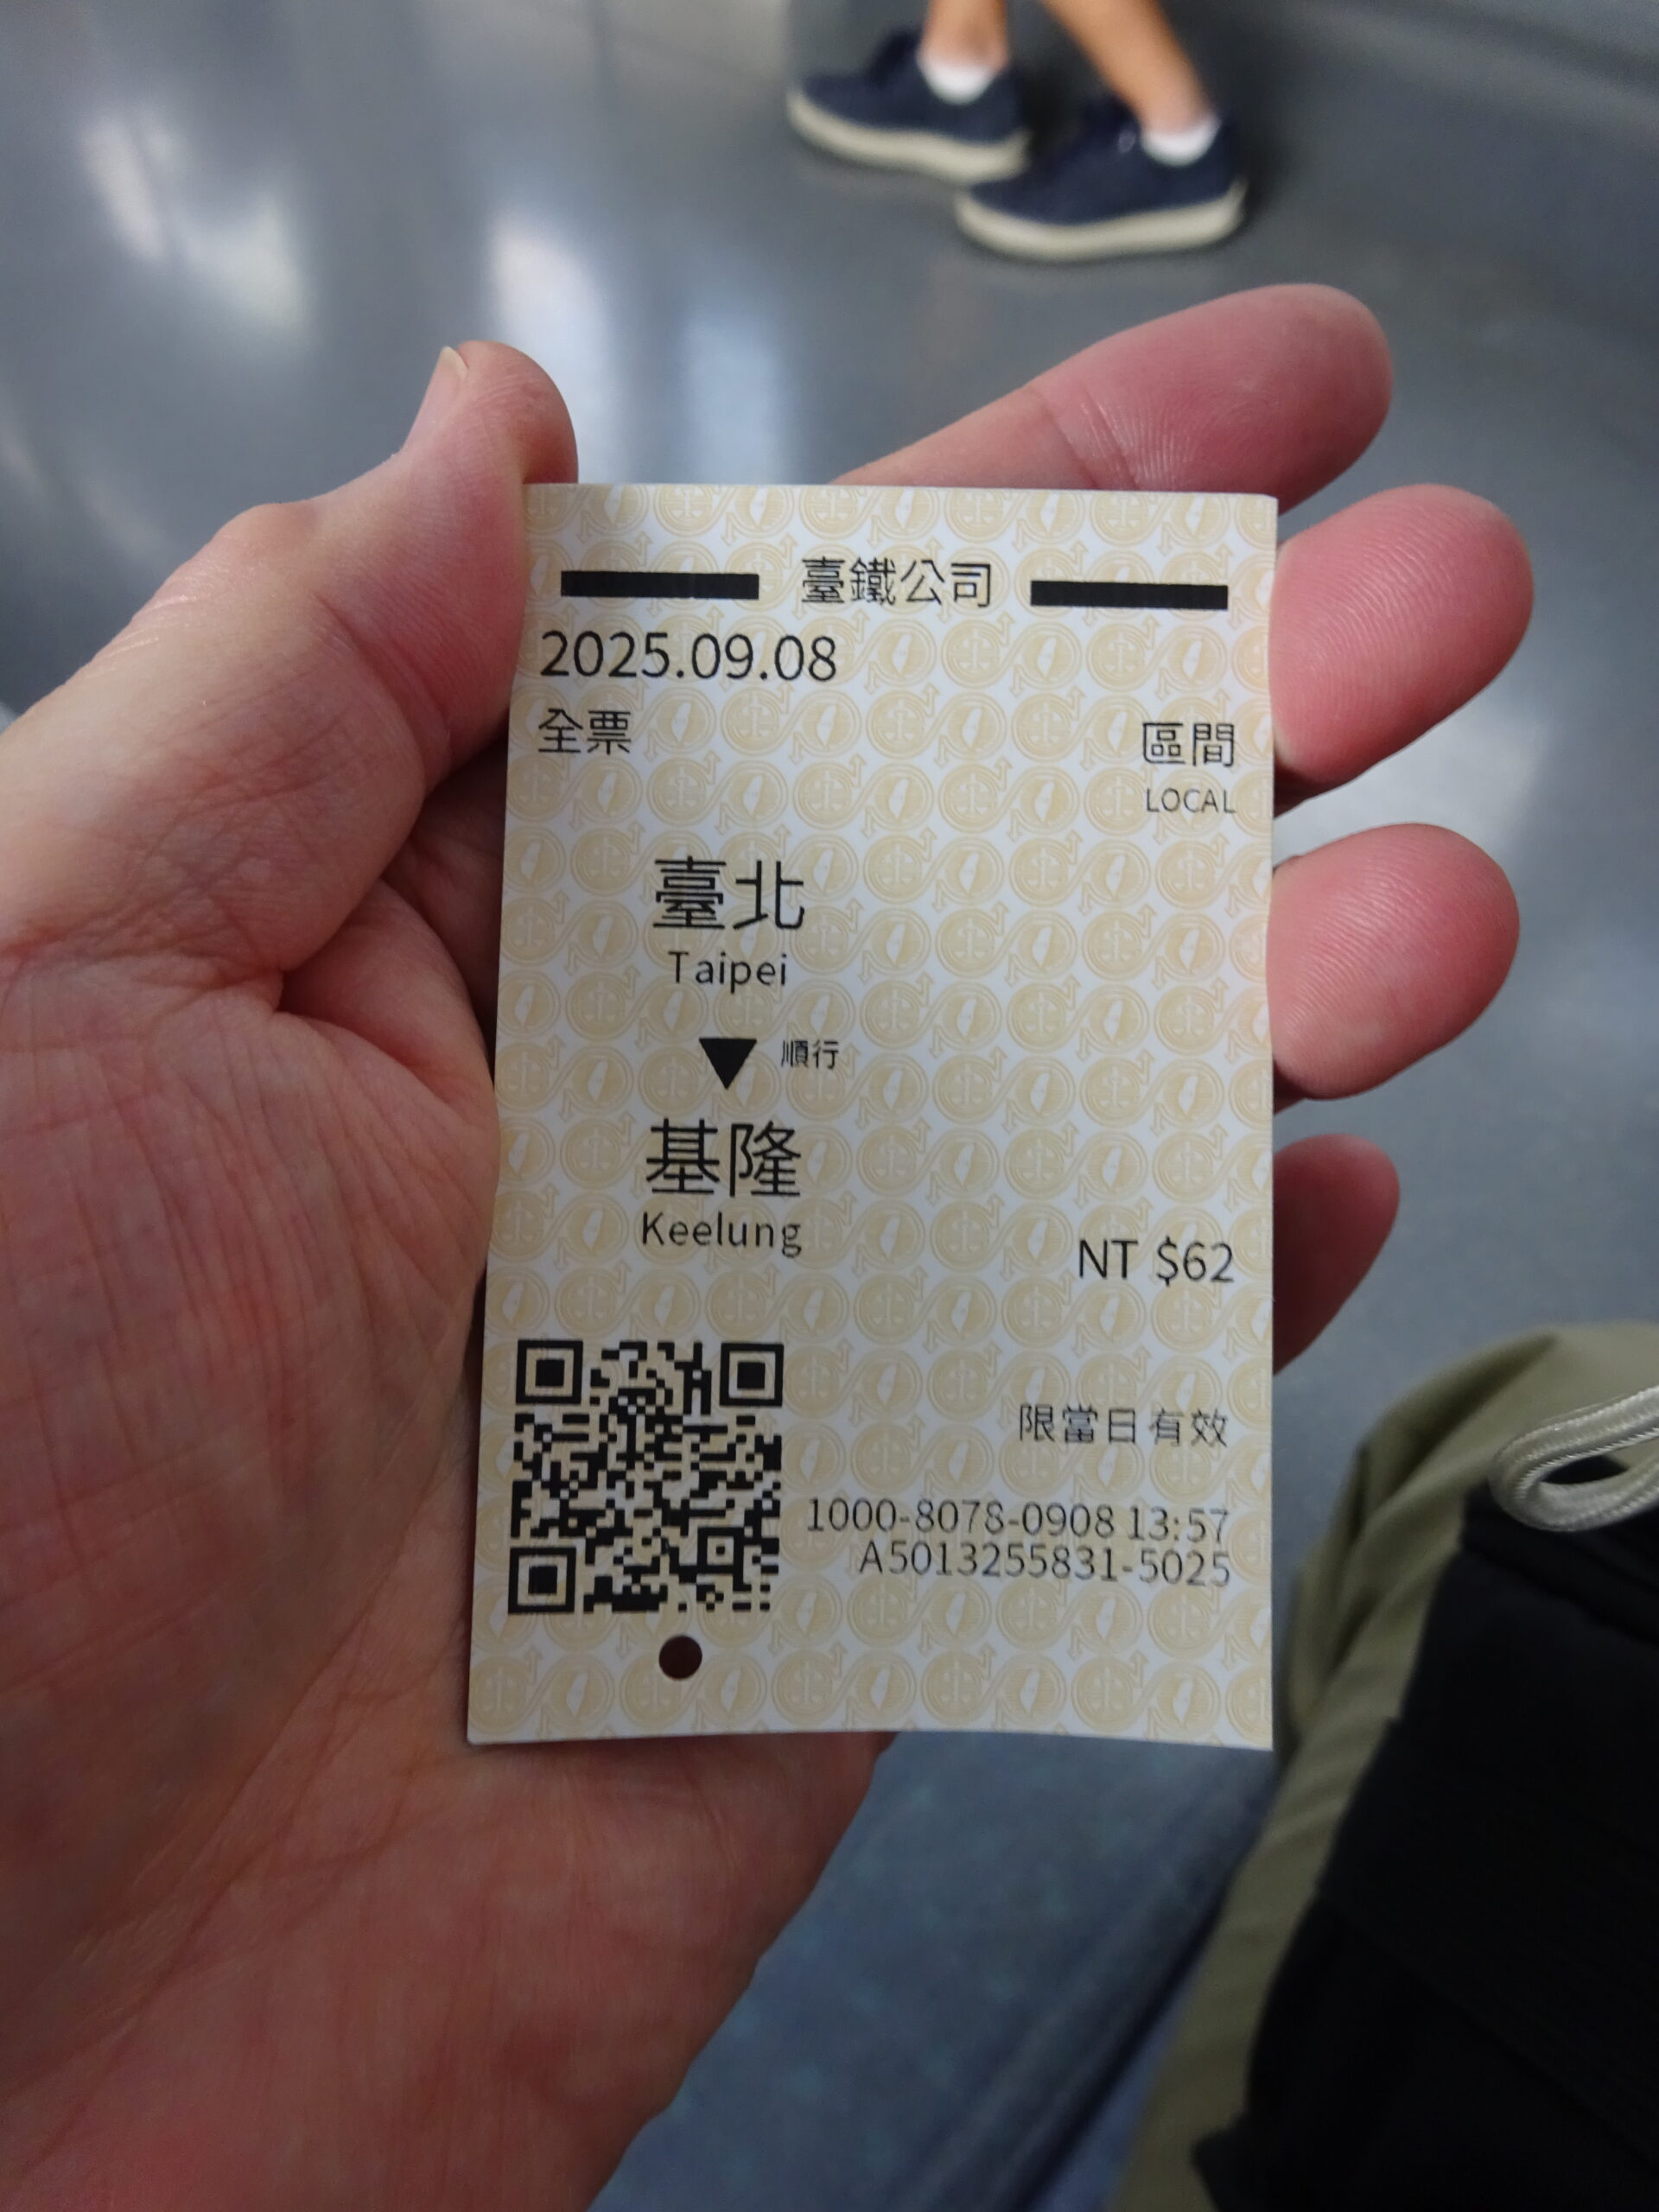 臺鐵公司
2025.09.08
全票 區間
LOCAL
臺北
Taipei
▼ 順行
基隆
Keelung
NT $62
限當日有效
1000-8078-0908 13:57
A5013255831-5025